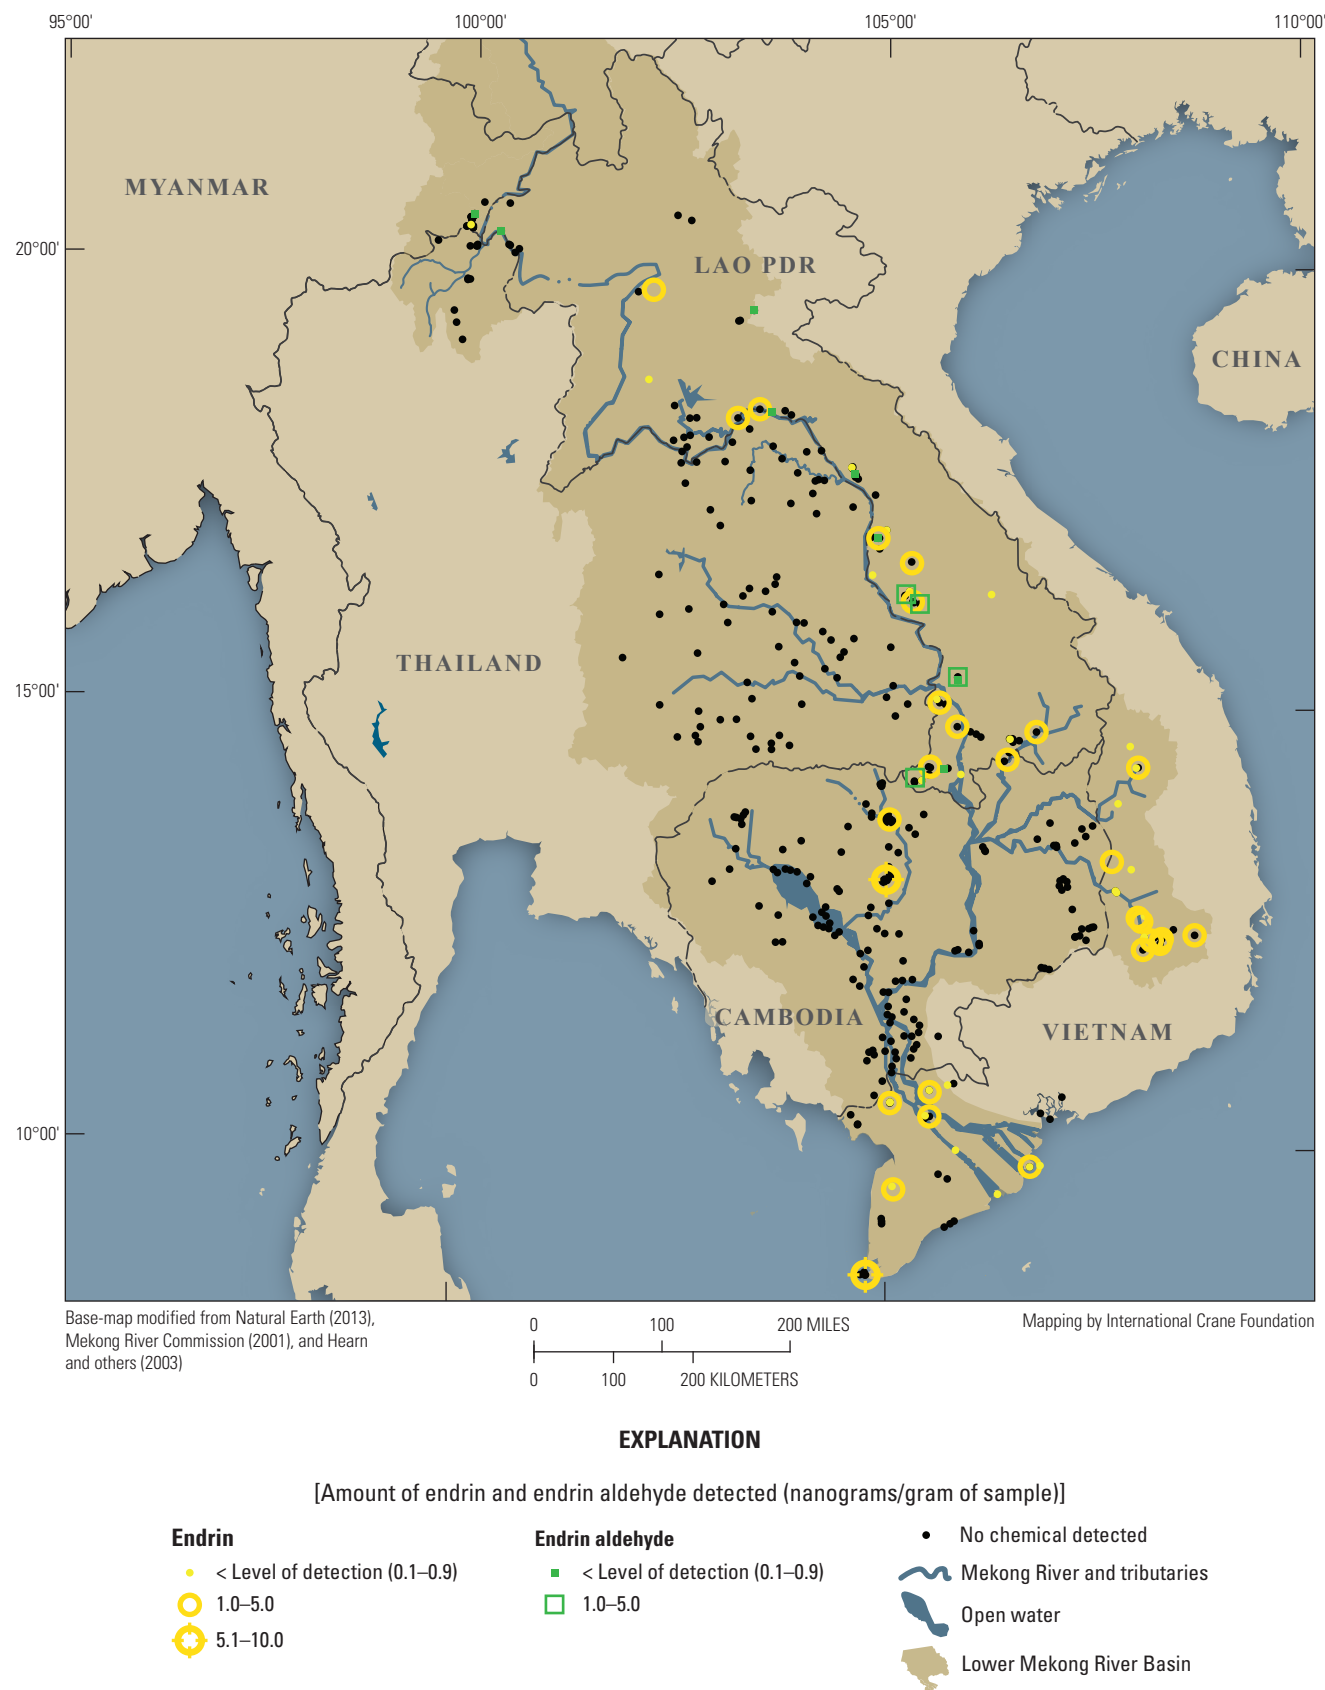 95°00'
100°00'
105°00'
110°00'
MYANMAR
20°00'
LAO PDR
CHINA
THAILAND
15°00'
CAMBODIA
VIETNAM
10°00'
Base-map modified from Natural Earth (2013),
Mekong River Commission (2001), and Hearn
and others (2003)
0 100 200 MILES
0 100 200 KILOMETERS
Mapping by International Crane Foundation
EXPLANATION
[Amount of endrin and endrin aldehyde detected (nanograms/gram of sample)]
Endrin
< Level of detection (0.1–0.9)
1.0–5.0
5.1–10.0
Endrin aldehyde
< Level of detection (0.1–0.9)
1.0–5.0
No chemical detected
Mekong River and tributaries
Open water
Lower Mekong River Basin